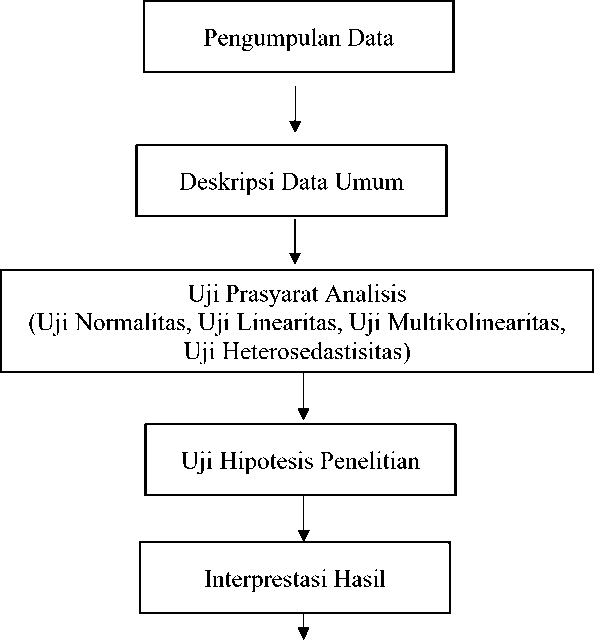 Pengumpulan Data
Deskripsi Data Umum
Uji Prasyarat Analisis
(Uji Normalitas, Uji Linearitas, Uji Multikolinearitas,
Uji Heterosedastisitas)
Uji Hipotesis Penelitian
Interprestasi Hasil